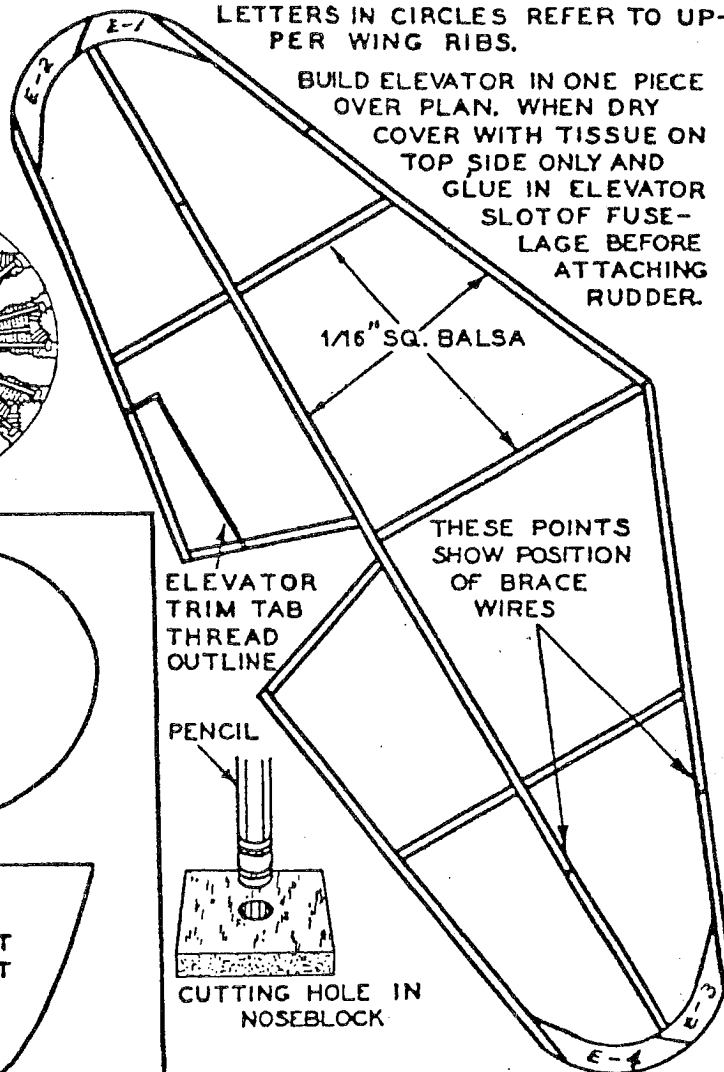 LETTERS IN CIRCLES REFER TO UP-
PER WING RIBS.
BUILD ELEVATOR IN ONE PIECE
OVER PLAN. WHEN DRY
COVER WITH TISSUE ON
TOP SIDE ONLY AND
GLUE IN ELEVATOR
SLOT OF FUSE-
LAGE BEFORE
ATTACHING
RUDDER.
E-1
E-2
1/16" SQ. BALSA
THESE POINTS
SHOW POSITION
OF BRACE
WIRES
ELEVATOR
TRIM TAB
THREAD
OUTLINE
PENCIL
CUTTING HOLE IN
NOSEBLOCK
T
T
E-3
E-4